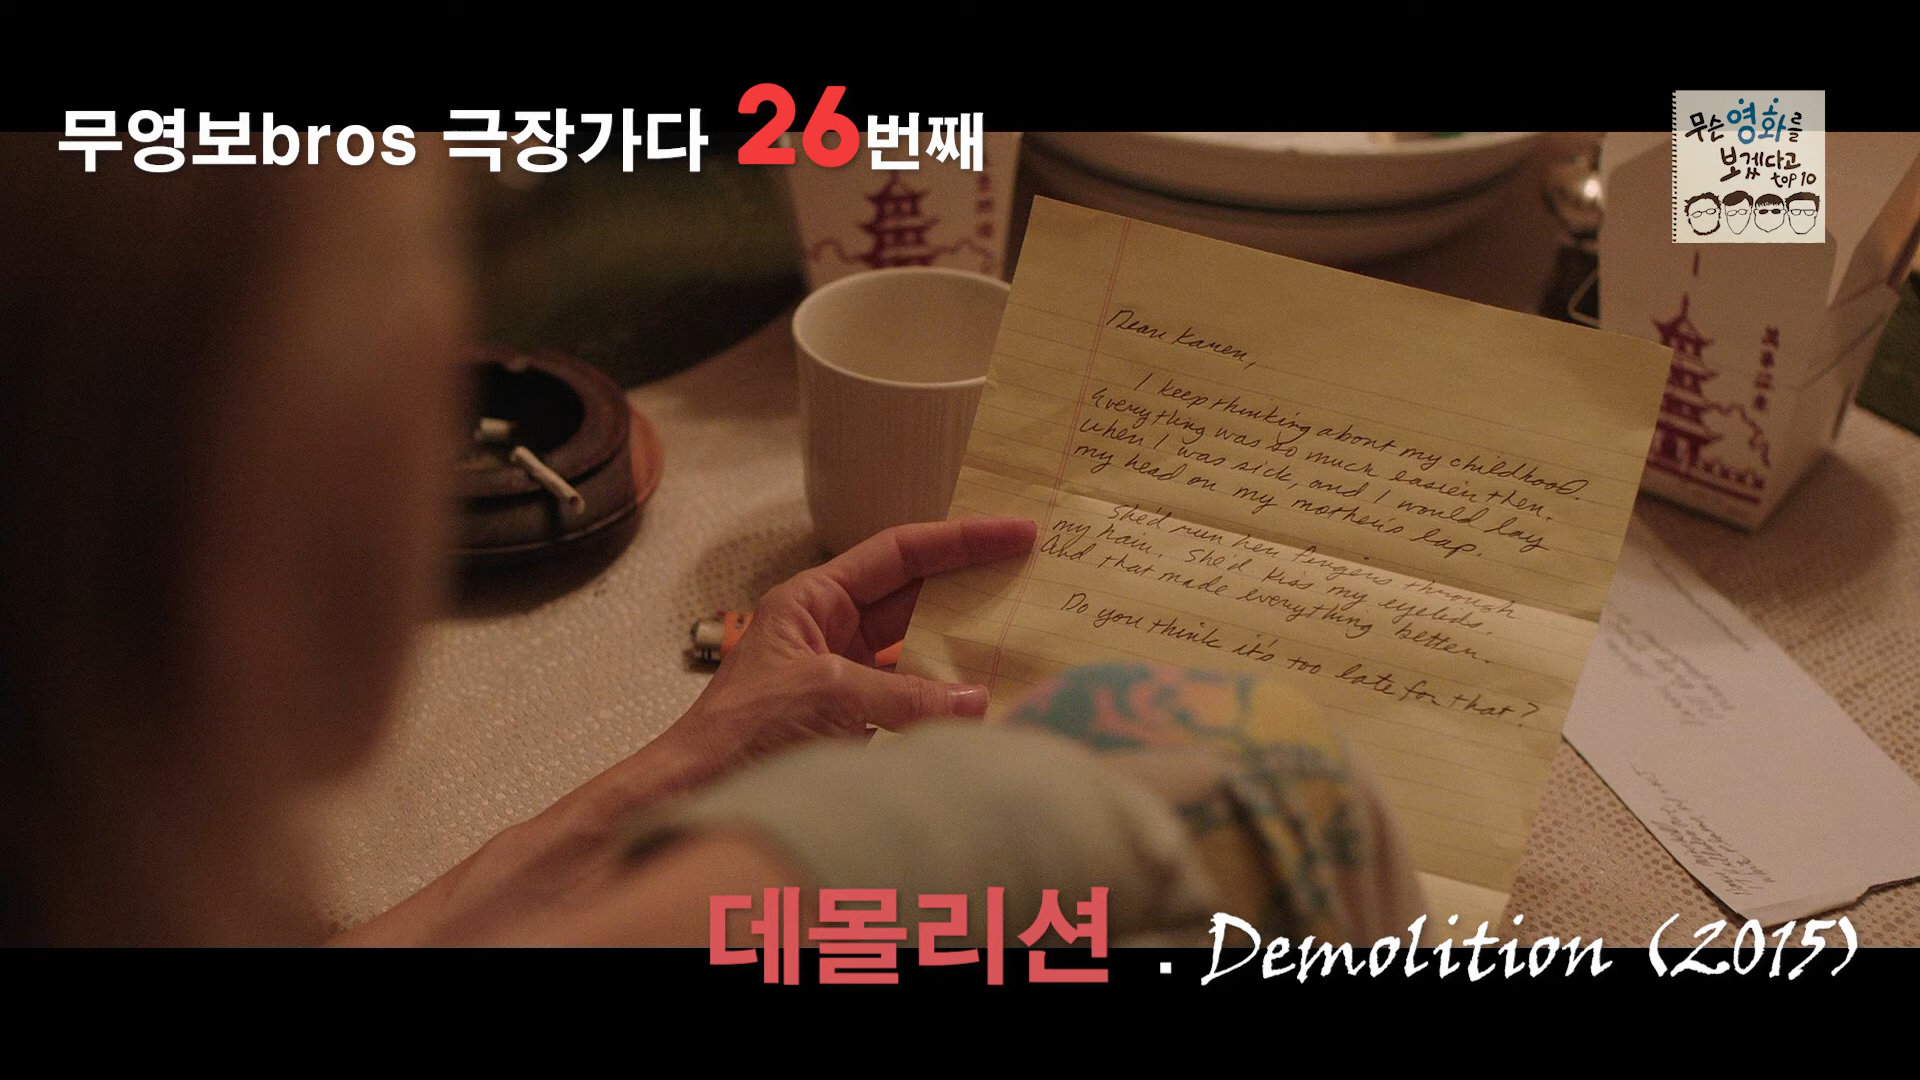 무영보bros 극장가다 26번째
무슨영화를
보겠다고
top 10
Dear Karen,
I keep thinking about my childhood.
Everything was so much easier then.
When I was sick, and I would lay
my head on my mother's lap.
She'd run her fingers through
my hair. She'd kiss my eyelids.
And that made everything better.
Do you think it's too late for that?
데몰리션 . Demolition (2015)